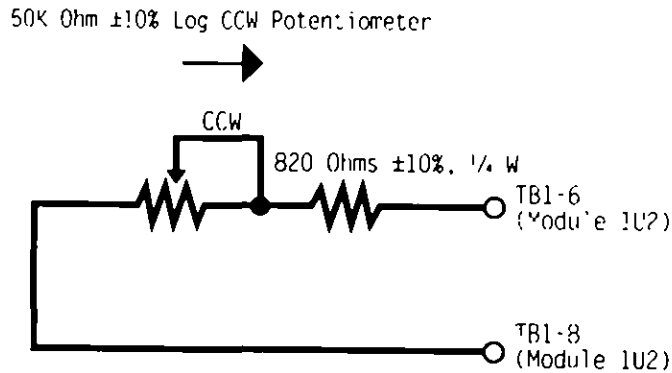 50K Ohm ±10% Log CCW Potentiometer
CCW
820 Ohms ±10%, 1/4 W
TB1-6
(Module 1U2)
TB1-8
(Module 1U2)